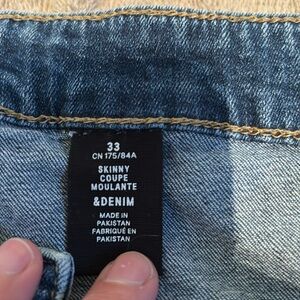 33
CN 175/84A
SKINNY
COUPE
MOULANTE
&DENIM
MADE IN
PAKISTAN
FABRIQUÉ EN
PAKISTAN